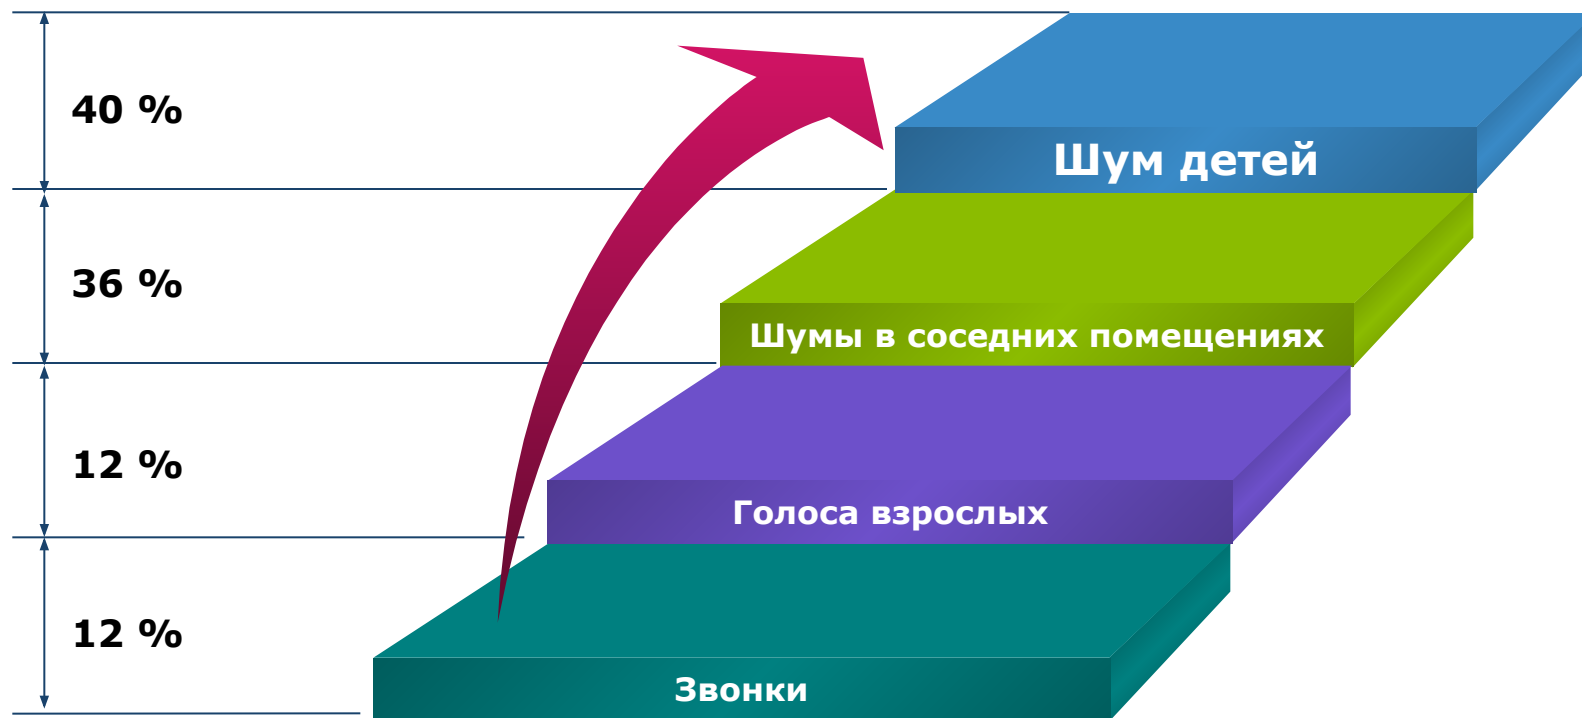 40 %
Шум детей
36 %
Шумы в соседних помещениях
12 %
Голоса взрослых
12 %
Звонки